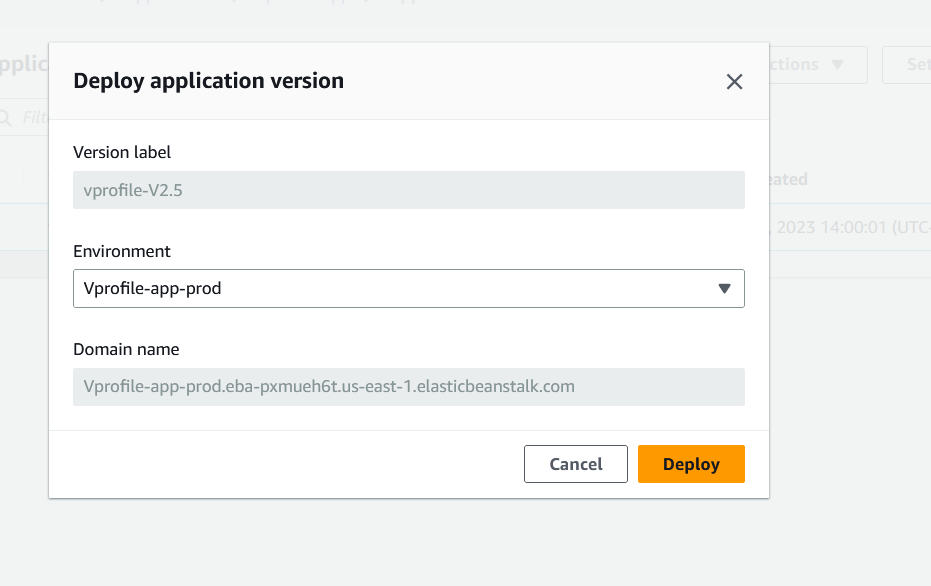 Deploy application version
ctions
Set
Filt
Version label
vprofile-V2.5
eated
, 2023 14:00:01 (UTC
Environment
Vprofile-app-prod
Domain name
Vprofile-app-prod.eba-pxmueh6t.us-east-1.elasticbeanstalk.com
Cancel
Deploy